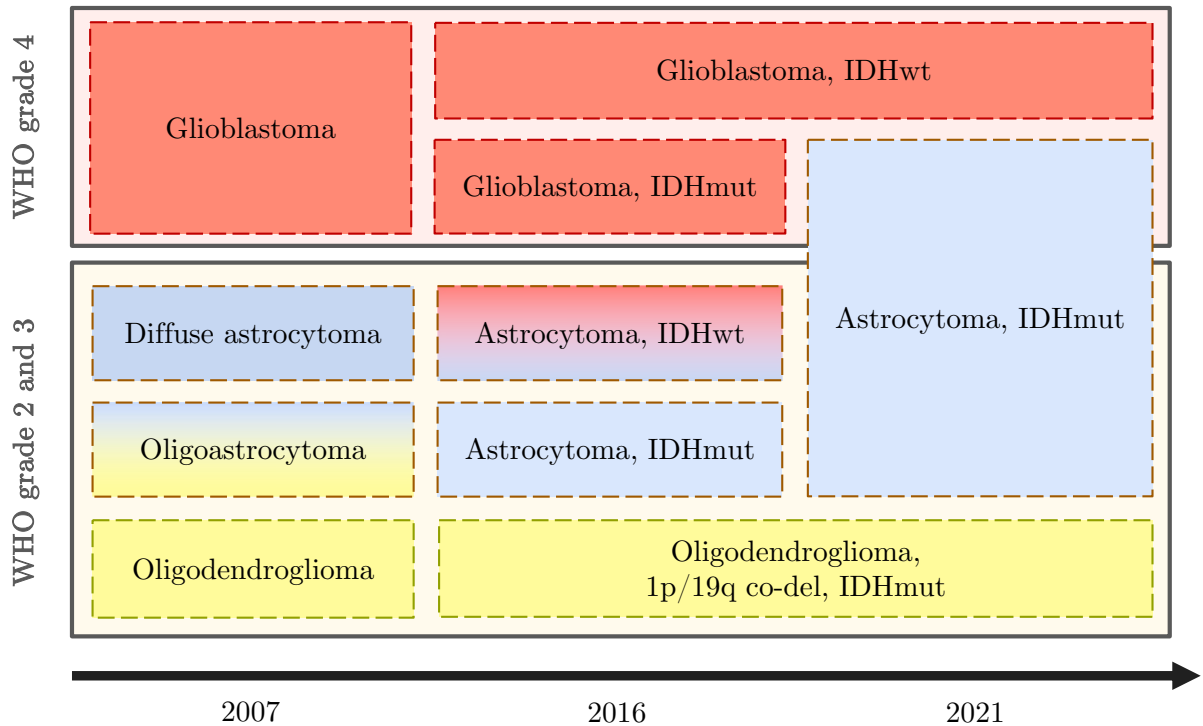 WHO grade 4
Glioblastoma
Glioblastoma, IDHwt
Glioblastoma, IDHmut
WHO grade 2 and 3
Diffuse astrocytoma
Astrocytoma, IDHwt
Astrocytoma, IDHmut
Oligoastrocytoma
Astrocytoma, IDHmut
Oligodendroglioma
Oligodendroglioma,
1p/19q co-del, IDHmut
2007
2016
2021